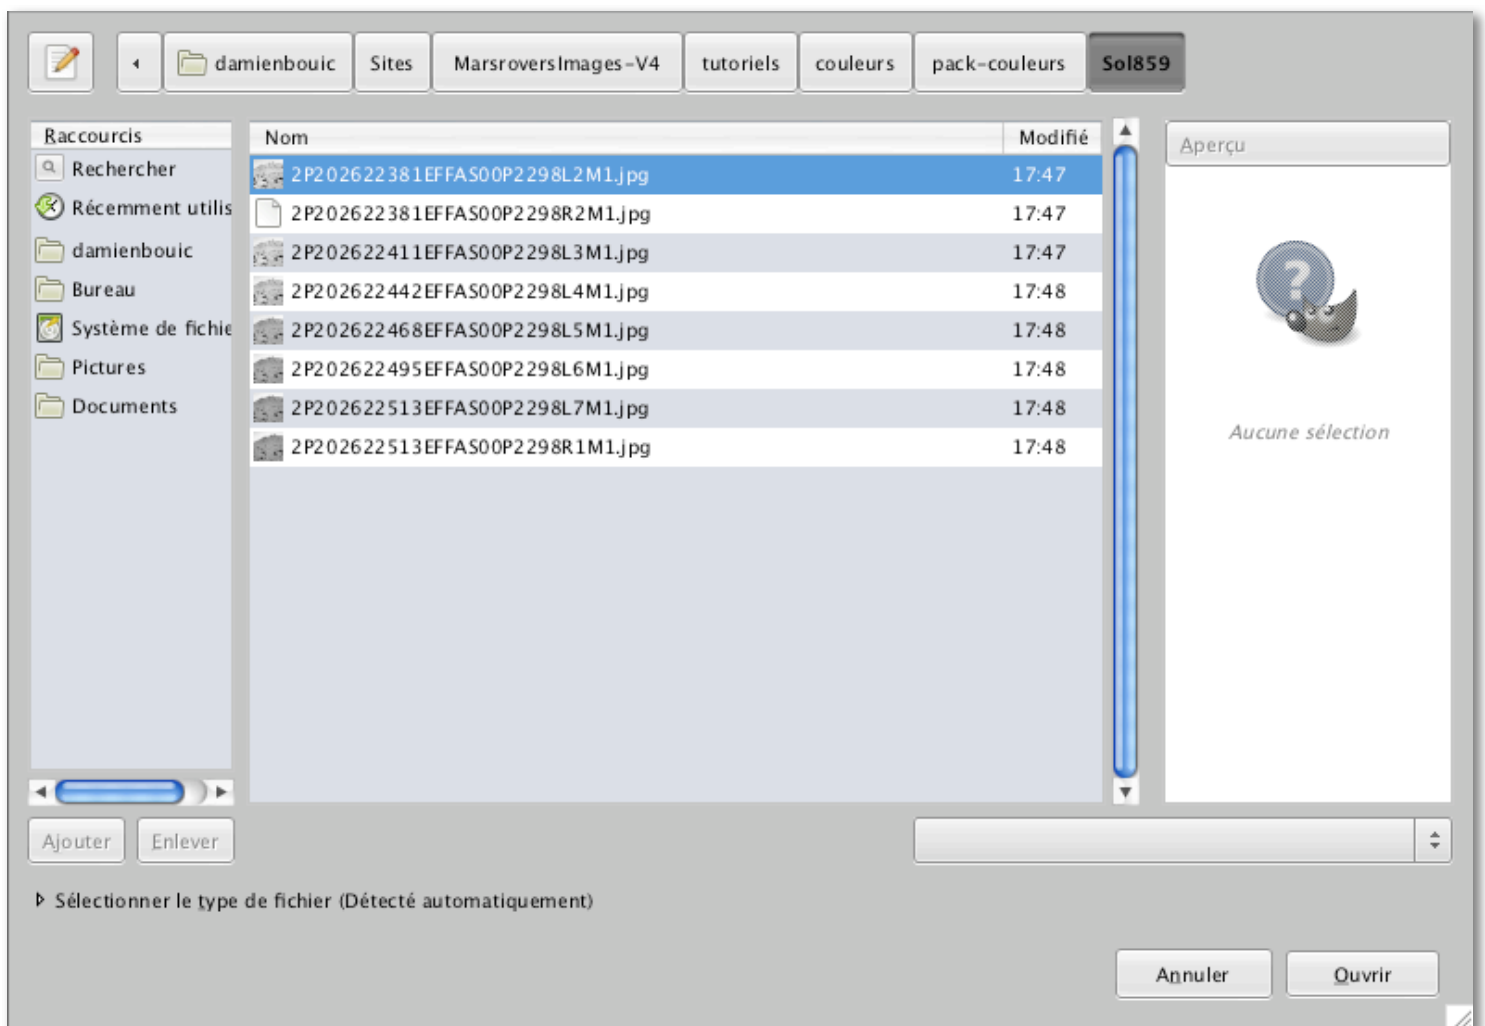 damienbouic Sites MarsroversImages-V4 tutoriels couleurs pack-couleurs Sol859
Raccourcis
Rechercher
Récemment utilis
damienbouic
Bureau
Système de fichie
Pictures
Documents
Nom Modifié
2P202622381EFFAS00P2298L2M1.jpg 17:47
2P202622381EFFAS00P2298R2M1.jpg 17:47
2P202622411EFFAS00P2298L3M1.jpg 17:47
2P202622442EFFAS00P2298L4M1.jpg 17:48
2P202622468EFFAS00P2298L5M1.jpg 17:48
2P202622495EFFAS00P2298L6M1.jpg 17:48
2P202622513EFFAS00P2298L7M1.jpg 17:48
2P202622513EFFAS00P2298R1M1.jpg 17:48
Aperçu
Aucune sélection
Ajouter Enlever
Sélectionner le type de fichier (Détecté automatiquement)
Annuler Ouvrir